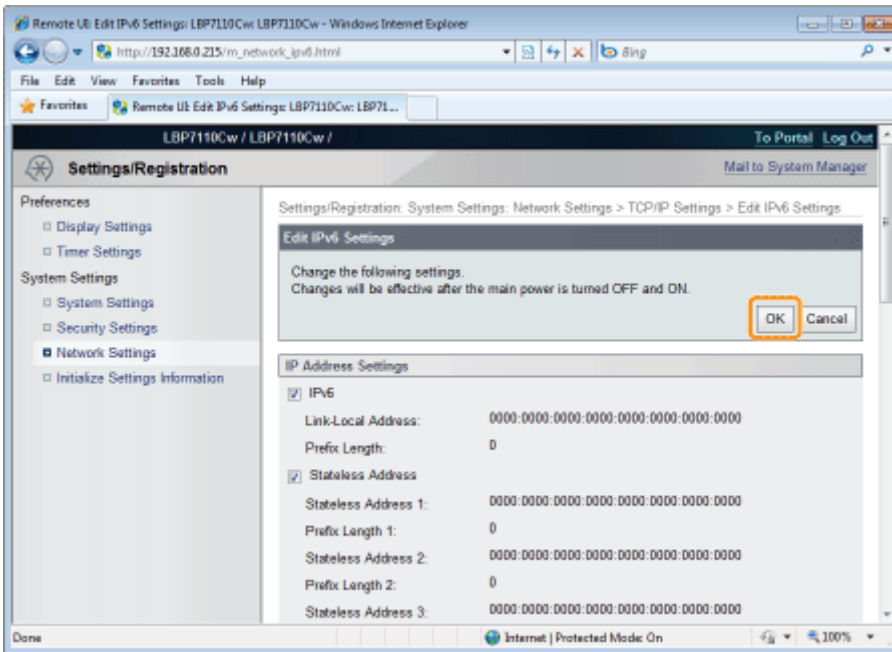 Remote UI: Edit IPv6 Settings: LBP7110Cw: LBP7110Cw - Windows Internet Explorer
http://192.168.0.215/m_network_ipv6.html
Bing
File Edit View Favorites Tools Help
Favorites
Remote UI: Edit IPv6 Settings: LBP7110Cw: LBP71...
LBP7110Cw / LBP7110Cw /
To Portal Log Out
Settings/Registration
Mail to System Manager
Preferences
Display Settings
Timer Settings
System Settings
System Settings
Security Settings
Network Settings
Initialize Settings Information
Settings/Registration: System Settings: Network Settings > TCP/IP Settings > Edit IPv6 Settings
Edit IPv6 Settings
Change the following settings.
Changes will be effective after the main power is turned OFF and ON.
OK Cancel
IP Address Settings
IPv6
Link-Local Address: 0000:0000:0000:0000:0000:0000:0000:0000
Prefix Length: 0
Stateless Address
Stateless Address 1: 0000:0000:0000:0000:0000:0000:0000:0000
Prefix Length 1: 0
Stateless Address 2: 0000:0000:0000:0000:0000:0000:0000:0000
Prefix Length 2: 0
Stateless Address 3: 0000:0000:0000:0000:0000:0000:0000:0000
Done
Internet | Protected Mode: On
100%